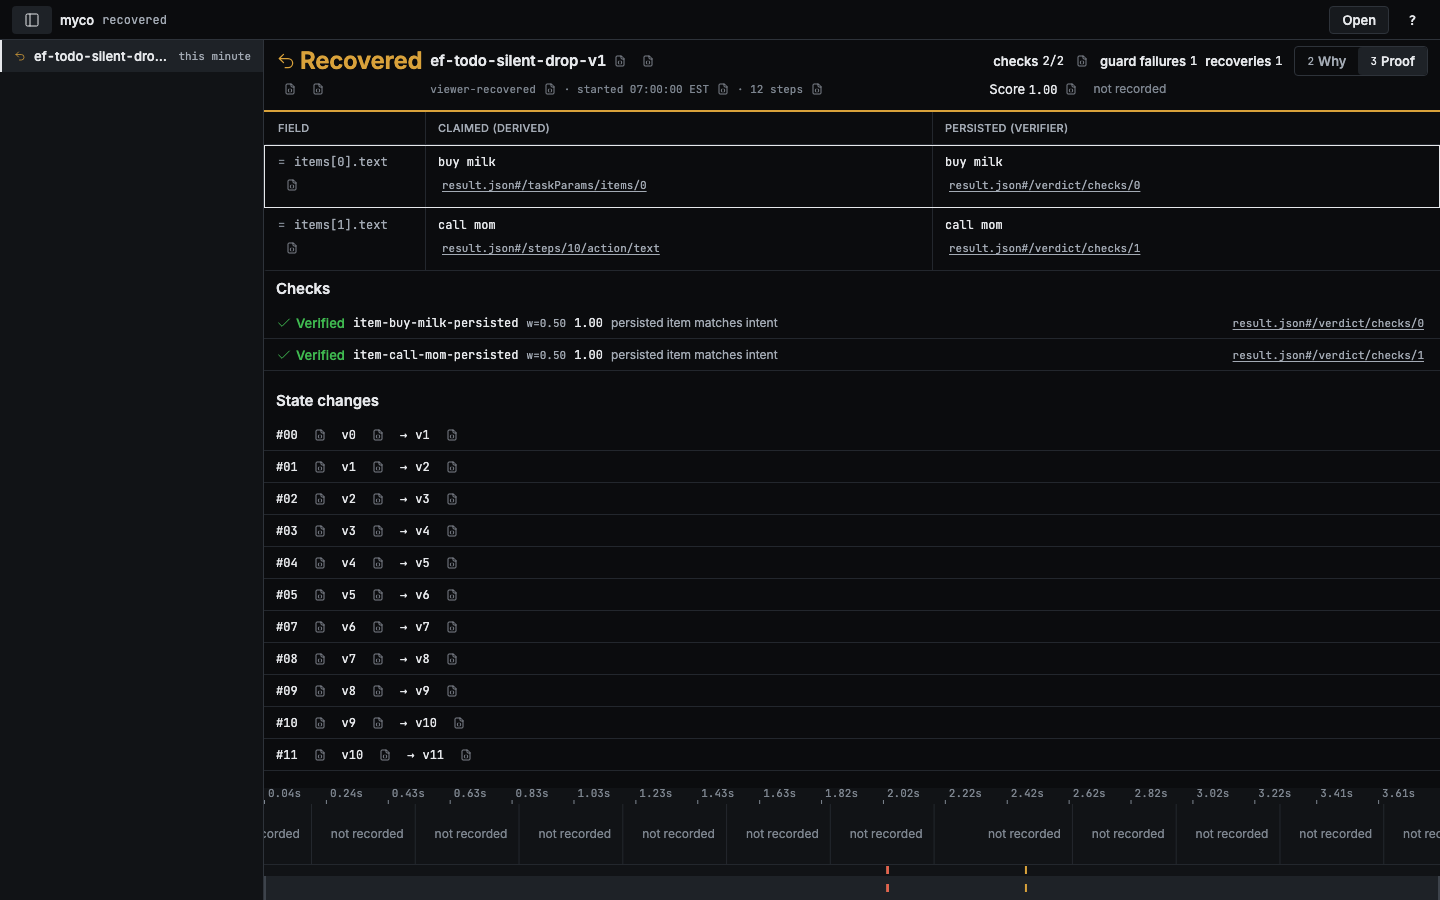 myco recovered
Open ?
ef-todo-silent-dro... this minute
Recovered ef-todo-silent-drop-v1
checks 2/2 guard failures 1 recoveries 1
2 Why 3 Proof
viewer-recovered · started 07:00:00 EST · 12 steps
Score 1.00 not recorded
FIELD CLAIMED (DERIVED) PERSISTED (VERIFIER)
= items[0].text buy milk buy milk
result.json#/taskParams/items/0 result.json#/verdict/checks/0
= items[1].text call mom call mom
result.json#/steps/10/action/text result.json#/verdict/checks/1
Checks
Verified item-buy-milk-persisted w=0.50 1.00 persisted item matches intent result.json#/verdict/checks/0
Verified item-call-mom-persisted w=0.50 1.00 persisted item matches intent result.json#/verdict/checks/1
State changes
#00 v0 → v1
#01 v1 → v2
#02 v2 → v3
#03 v3 → v4
#04 v4 → v5
#05 v5 → v6
#07 v6 → v7
#08 v7 → v8
#09 v8 → v9
#10 v9 → v10
#11 v10 → v11
0.04s 0.24s 0.43s 0.63s 0.83s 1.03s 1.23s 1.43s 1.63s 1.82s 2.02s 2.22s 2.42s 2.62s 2.82s 3.02s 3.22s 3.41s 3.61s
corded not recorded not recorded not recorded not recorded not recorded not recorded not recorded not recorded not recorded not recorded not rec